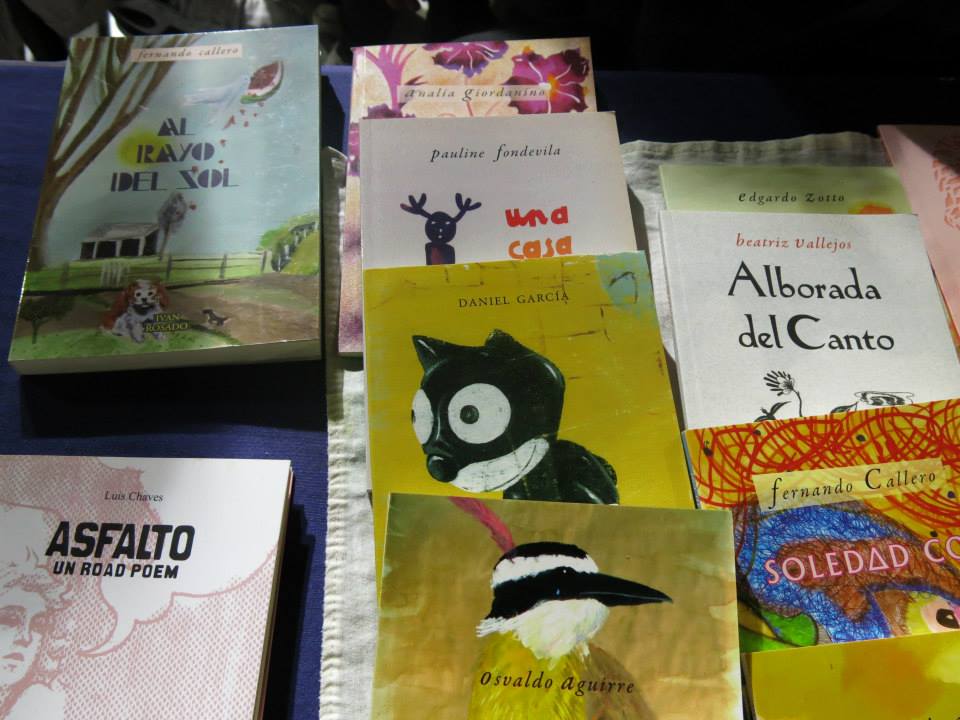 fernando callero
AL
RAYO
DEL SOL
IVAN
ROSADO
analía giordanino
pauline fondevila
una
casa
DANIEL GARCÍA
osvaldo aguirre
edgardo zotto
beatriz vallejos
Alborada
del Canto
fernando Callero
SOLEDAD CO
Luis Chaves
ASFALTO
UN ROAD POEM